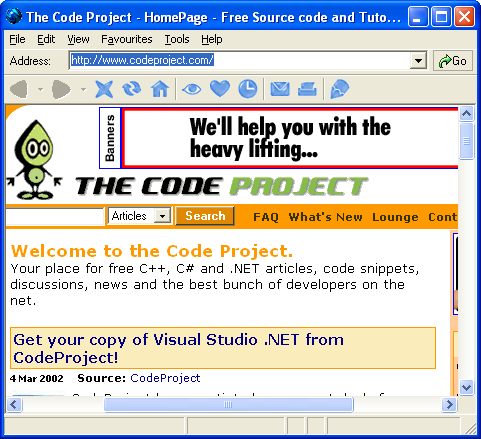 The Code Project - HomePage - Free Source code and Tuto...
File Edit View Favourites Tools Help
Address: http://www.codeproject.com/ Go
Banners
We'll help you with the
heavy lifting...
THE CODE PROJECT
Articles Search FAQ What's New Lounge Cont
Welcome to the Code Project.
Your place for free C++, C# and .NET articles, code snippets,
discussions, news and the best bunch of developers on the
net.
Get your copy of Visual Studio .NET from
CodeProject!
4 Mar 2002 Source: CodeProject